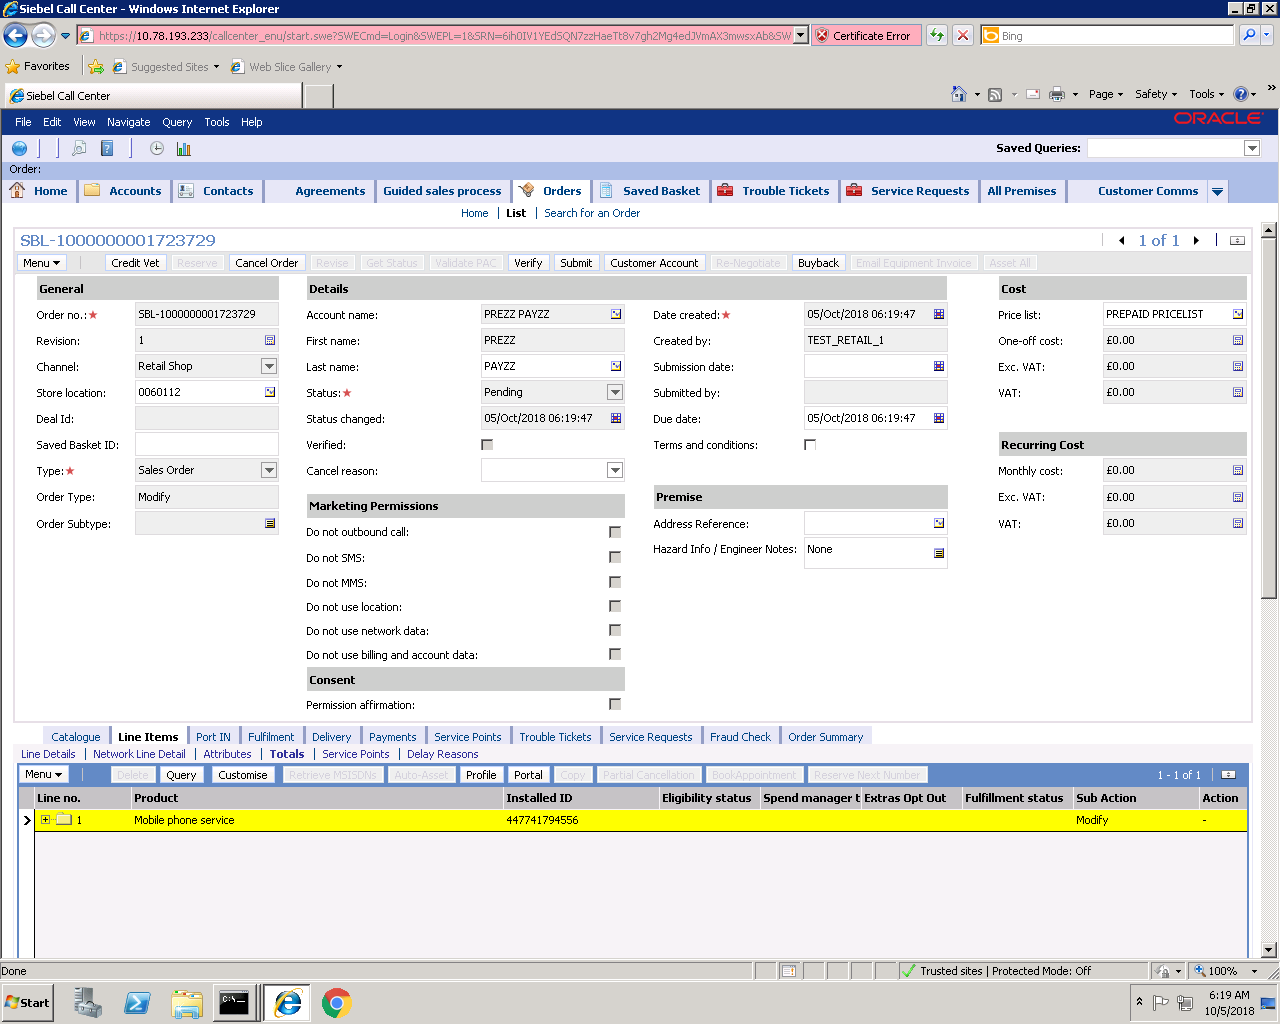 Siebel Call Center - Windows Internet Explorer
https://10.78.193.233/callcenter_enu/start.swe?SWECmd=Login&SWEPL=1&SRN=
Certificate Error
Bing
Favorites Suggested Sites Web Slice Gallery
Siebel Call Center
Page Safety Tools
File Edit View Navigate Query Tools Help
ORACLE
Saved Queries:
Order:
Home Accounts Contacts Agreements Guided sales process Orders Saved Basket Trouble Tickets Service Requests All Premises Customer Comms
Home List Search for an Order
SBL-1000000001723729
1 of 1
Menu Credit Vet Reserve Cancel Order Revise Get Status Validate PAC Verify Submit Customer Account Re-Negotiate Buyback Email Equipment Invoice Asset All
General Details Cost
Order no.: SBL-1000000001723729 Account name: PREZZ PAYZZ Date created: 05/Oct/2018 06:19:47 Price list: PREPAID PRICELIST
Revision: 1 First name: PREZZ Created by: TEST_RETAIL_1 One-off cost: £0.00
Channel: Retail Shop Last name: PAYZZ Submission date: Exc. VAT: £0.00
Store location: 0060112 Status: Pending Submitted by: VAT: £0.00
Deal Id: Status changed: 05/Oct/2018 06:19:47 Due date: 05/Oct/2018 06:19:47
Saved Basket ID: Verified: Terms and conditions: Recurring Cost
Type: Sales Order Cancel reason: Monthly cost: £0.00
Order Type: Modify Marketing Permissions Premise Exc. VAT: £0.00
Order Subtype: Do not outbound call: Address Reference: VAT: £0.00
Do not SMS: Hazard Info / Engineer Notes: None
Do not MMS:
Do not use location:
Do not use network data:
Do not use billing and account data:
Consent
Permission affirmation:
Catalogue Line Items Port IN Fulfilment Delivery Payments Service Points Trouble Tickets Service Requests Fraud Check Order Summary
Line Details Network Line Detail Attributes Totals Service Points Delay Reasons
Menu Delete Query Customise Retrieve MSISDNs Auto-Asset Profile Portal Copy Partial Cancellation BookAppointment Reserve Next Number 1 - 1 of 1
Line no. Product Installed ID Eligibility status Spend manager t Extras Opt Out Fulfillment status Sub Action Action
1 Mobile phone service 447741794556 Modify -
Done
Trusted sites | Protected Mode: Off
100%
Start
C:\
6:19 AM
10/5/2018